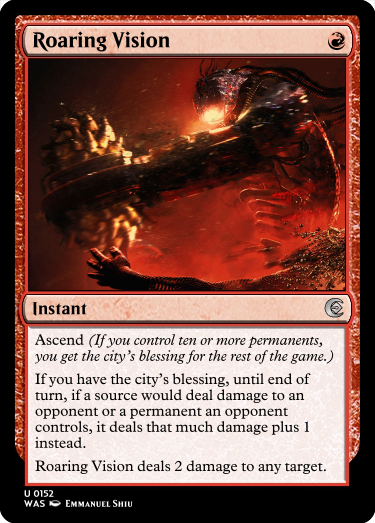 Roaring Vision
Instant
Ascend (If you control ten or more permanents,
you get the city's blessing for the rest of the game.)
If you have the city's blessing, until end of
turn, if a source would deal damage to an
opponent or a permanent an opponent
controls, it deals that much damage plus 1
instead.
Roaring Vision deals 2 damage to any target.
U 0152
WAS Emmanuel Shiu